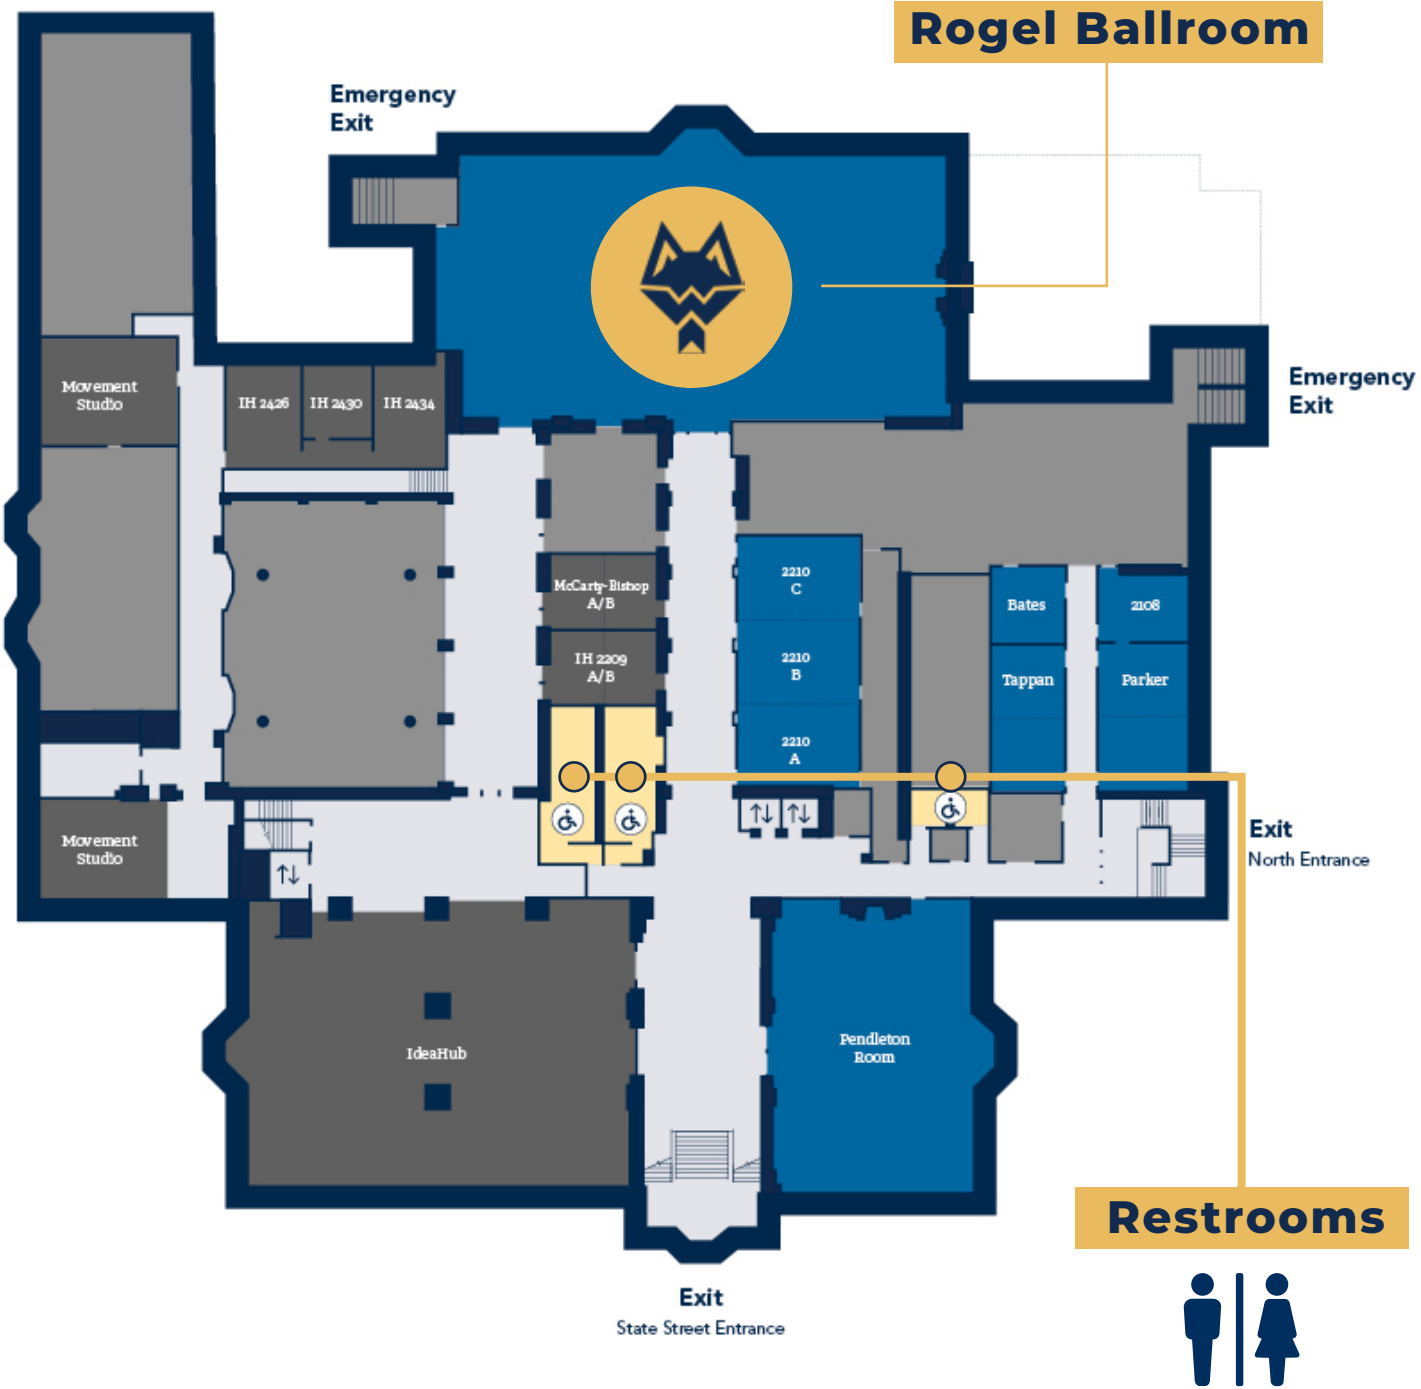 Rogel Ballroom
Emergency
Exit
Emergency
Exit
Movement
Studio
IH 2426
IH 2430
IH 2434
McCarty-Bishop
A/B
2210
C
Bates
2108
IH 2209
A/B
2210
B
Tappan
Parker
2210
A
Movement
Studio
Exit
North Entrance
IdeaHub
Pendleton
Room
Restrooms
Exit
State Street Entrance